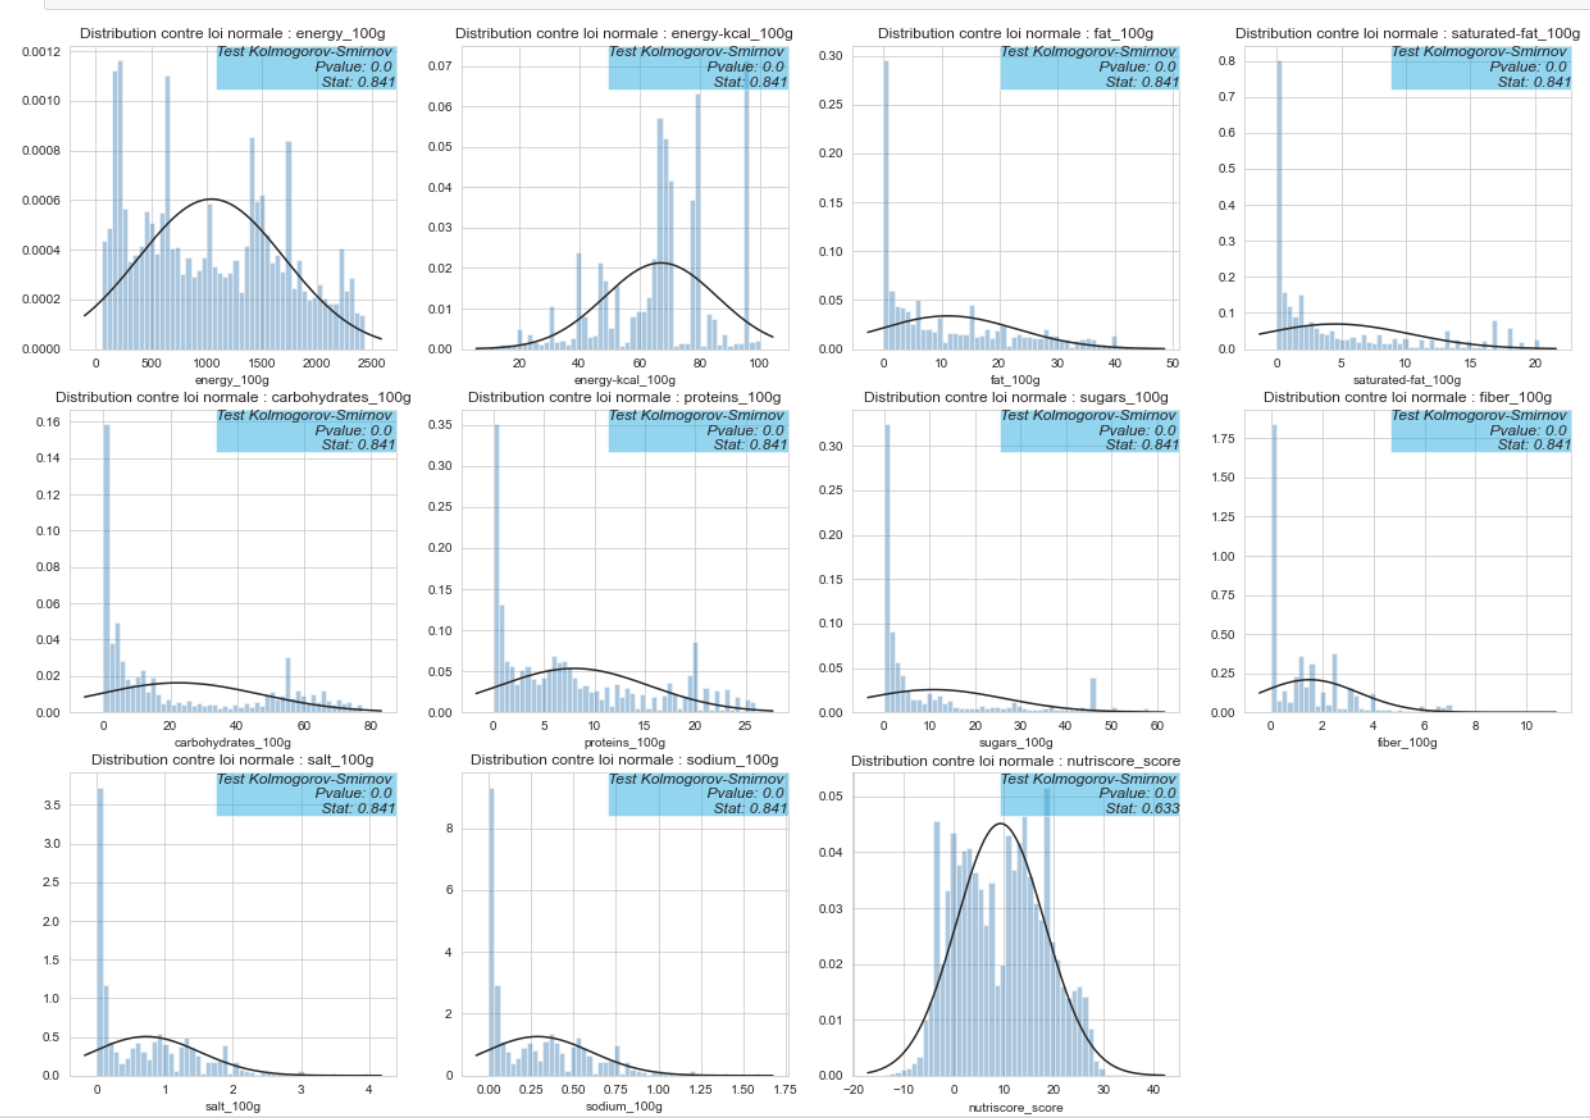 Distribution contre loi normale : energy_100g
Test Kolmogorov-Smirnov
Pvalue: 0.0
Stat: 0.841
0.0012
0.0010
0.0008
0.0006
0.0004
0.0002
0.0000
0 500 1000 1500 2000 2500
energy_100g
Distribution contre loi normale : energy-kcal_100g
Test Kolmogorov-Smirnov
Pvalue: 0.0
Stat: 0.841
0.07
0.06
0.05
0.04
0.03
0.02
0.01
0.00
20 40 60 80 100
energy-kcal_100g
Distribution contre loi normale : fat_100g
Test Kolmogorov-Smirnov
Pvalue: 0.0
Stat: 0.841
0.30
0.25
0.20
0.15
0.10
0.05
0.00
0 10 20 30 40 50
fat_100g
Distribution contre loi normale : saturated-fat_100g
Test Kolmogorov-Smirnov
Pvalue: 0.0
Stat: 0.841
0.8
0.7
0.6
0.5
0.4
0.3
0.2
0.1
0.0
0 5 10 15 20
saturated-fat_100g
Distribution contre loi normale : carbohydrates_100g
Test Kolmogorov-Smirnov
Pvalue: 0.0
Stat: 0.841
0.16
0.14
0.12
0.10
0.08
0.06
0.04
0.02
0.00
0 20 40 60 80
carbohydrates_100g
Distribution contre loi normale : proteins_100g
Test Kolmogorov-Smirnov
Pvalue: 0.0
Stat: 0.841
0.35
0.30
0.25
0.20
0.15
0.10
0.05
0.00
0 5 10 15 20 25
proteins_100g
Distribution contre loi normale : sugars_100g
Test Kolmogorov-Smirnov
Pvalue: 0.0
Stat: 0.841
0.30
0.25
0.20
0.15
0.10
0.05
0.00
0 10 20 30 40 50 60
sugars_100g
Distribution contre loi normale : fiber_100g
Test Kolmogorov-Smirnov
Pvalue: 0.0
Stat: 0.841
1.75
1.50
1.25
1.00
0.75
0.50
0.25
0.00
0 2 4 6 8 10
fiber_100g
Distribution contre loi normale : salt_100g
Test Kolmogorov-Smirnov
Pvalue: 0.0
Stat: 0.841
3.5
3.0
2.5
2.0
1.5
1.0
0.5
0.0
0 1 2 3 4
salt_100g
Distribution contre loi normale : sodium_100g
Test Kolmogorov-Smirnov
Pvalue: 0.0
Stat: 0.841
8
6
4
2
0
0.00 0.25 0.50 0.75 1.00 1.25 1.50 1.75
sodium_100g
Distribution contre loi normale : nutriscore_score
Test Kolmogorov-Smirnov
Pvalue: 0.0
Stat: 0.633
0.05
0.04
0.03
0.02
0.01
0.00
−20 −10 0 10 20 30 40
nutriscore_score